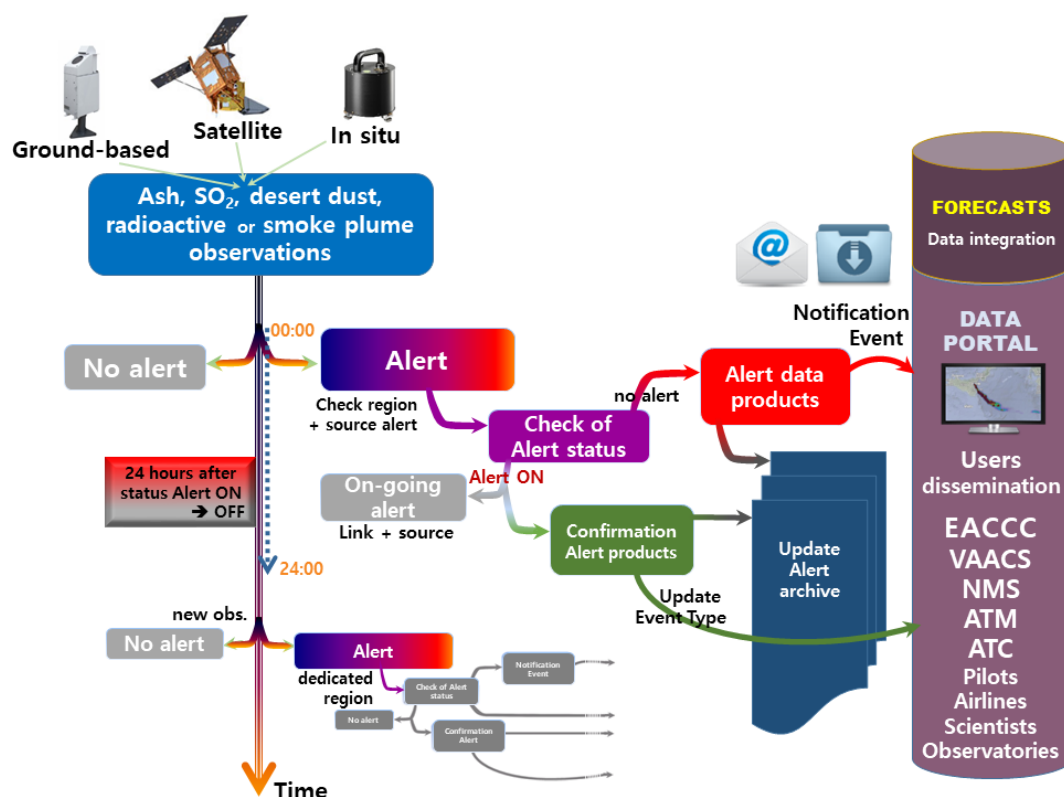 Ground-based
Satellite
In situ
Ash, SO₂, desert dust,
radioactive or smoke plume
observations
00:00
No alert
Alert
Check region
+ source alert
no alert
Check of
Alert status
Alert data
products
Notification
Event
24 hours after
status Alert ON
➔ OFF
24:00
Alert ON
On-going
alert
Link + source
Confirmation
Alert products
Update
Event Type
Update
Alert
archive
new obs.
No alert
Alert
dedicated
region
Check of Alert
status
Notification
Event
No alert
Confirmation
Alert
Time
FORECASTS
Data integration
DATA
PORTAL
Users
dissemination
EACCC
VAACS
NMS
ATM
ATC
Pilots
Airlines
Scientists
Observatories